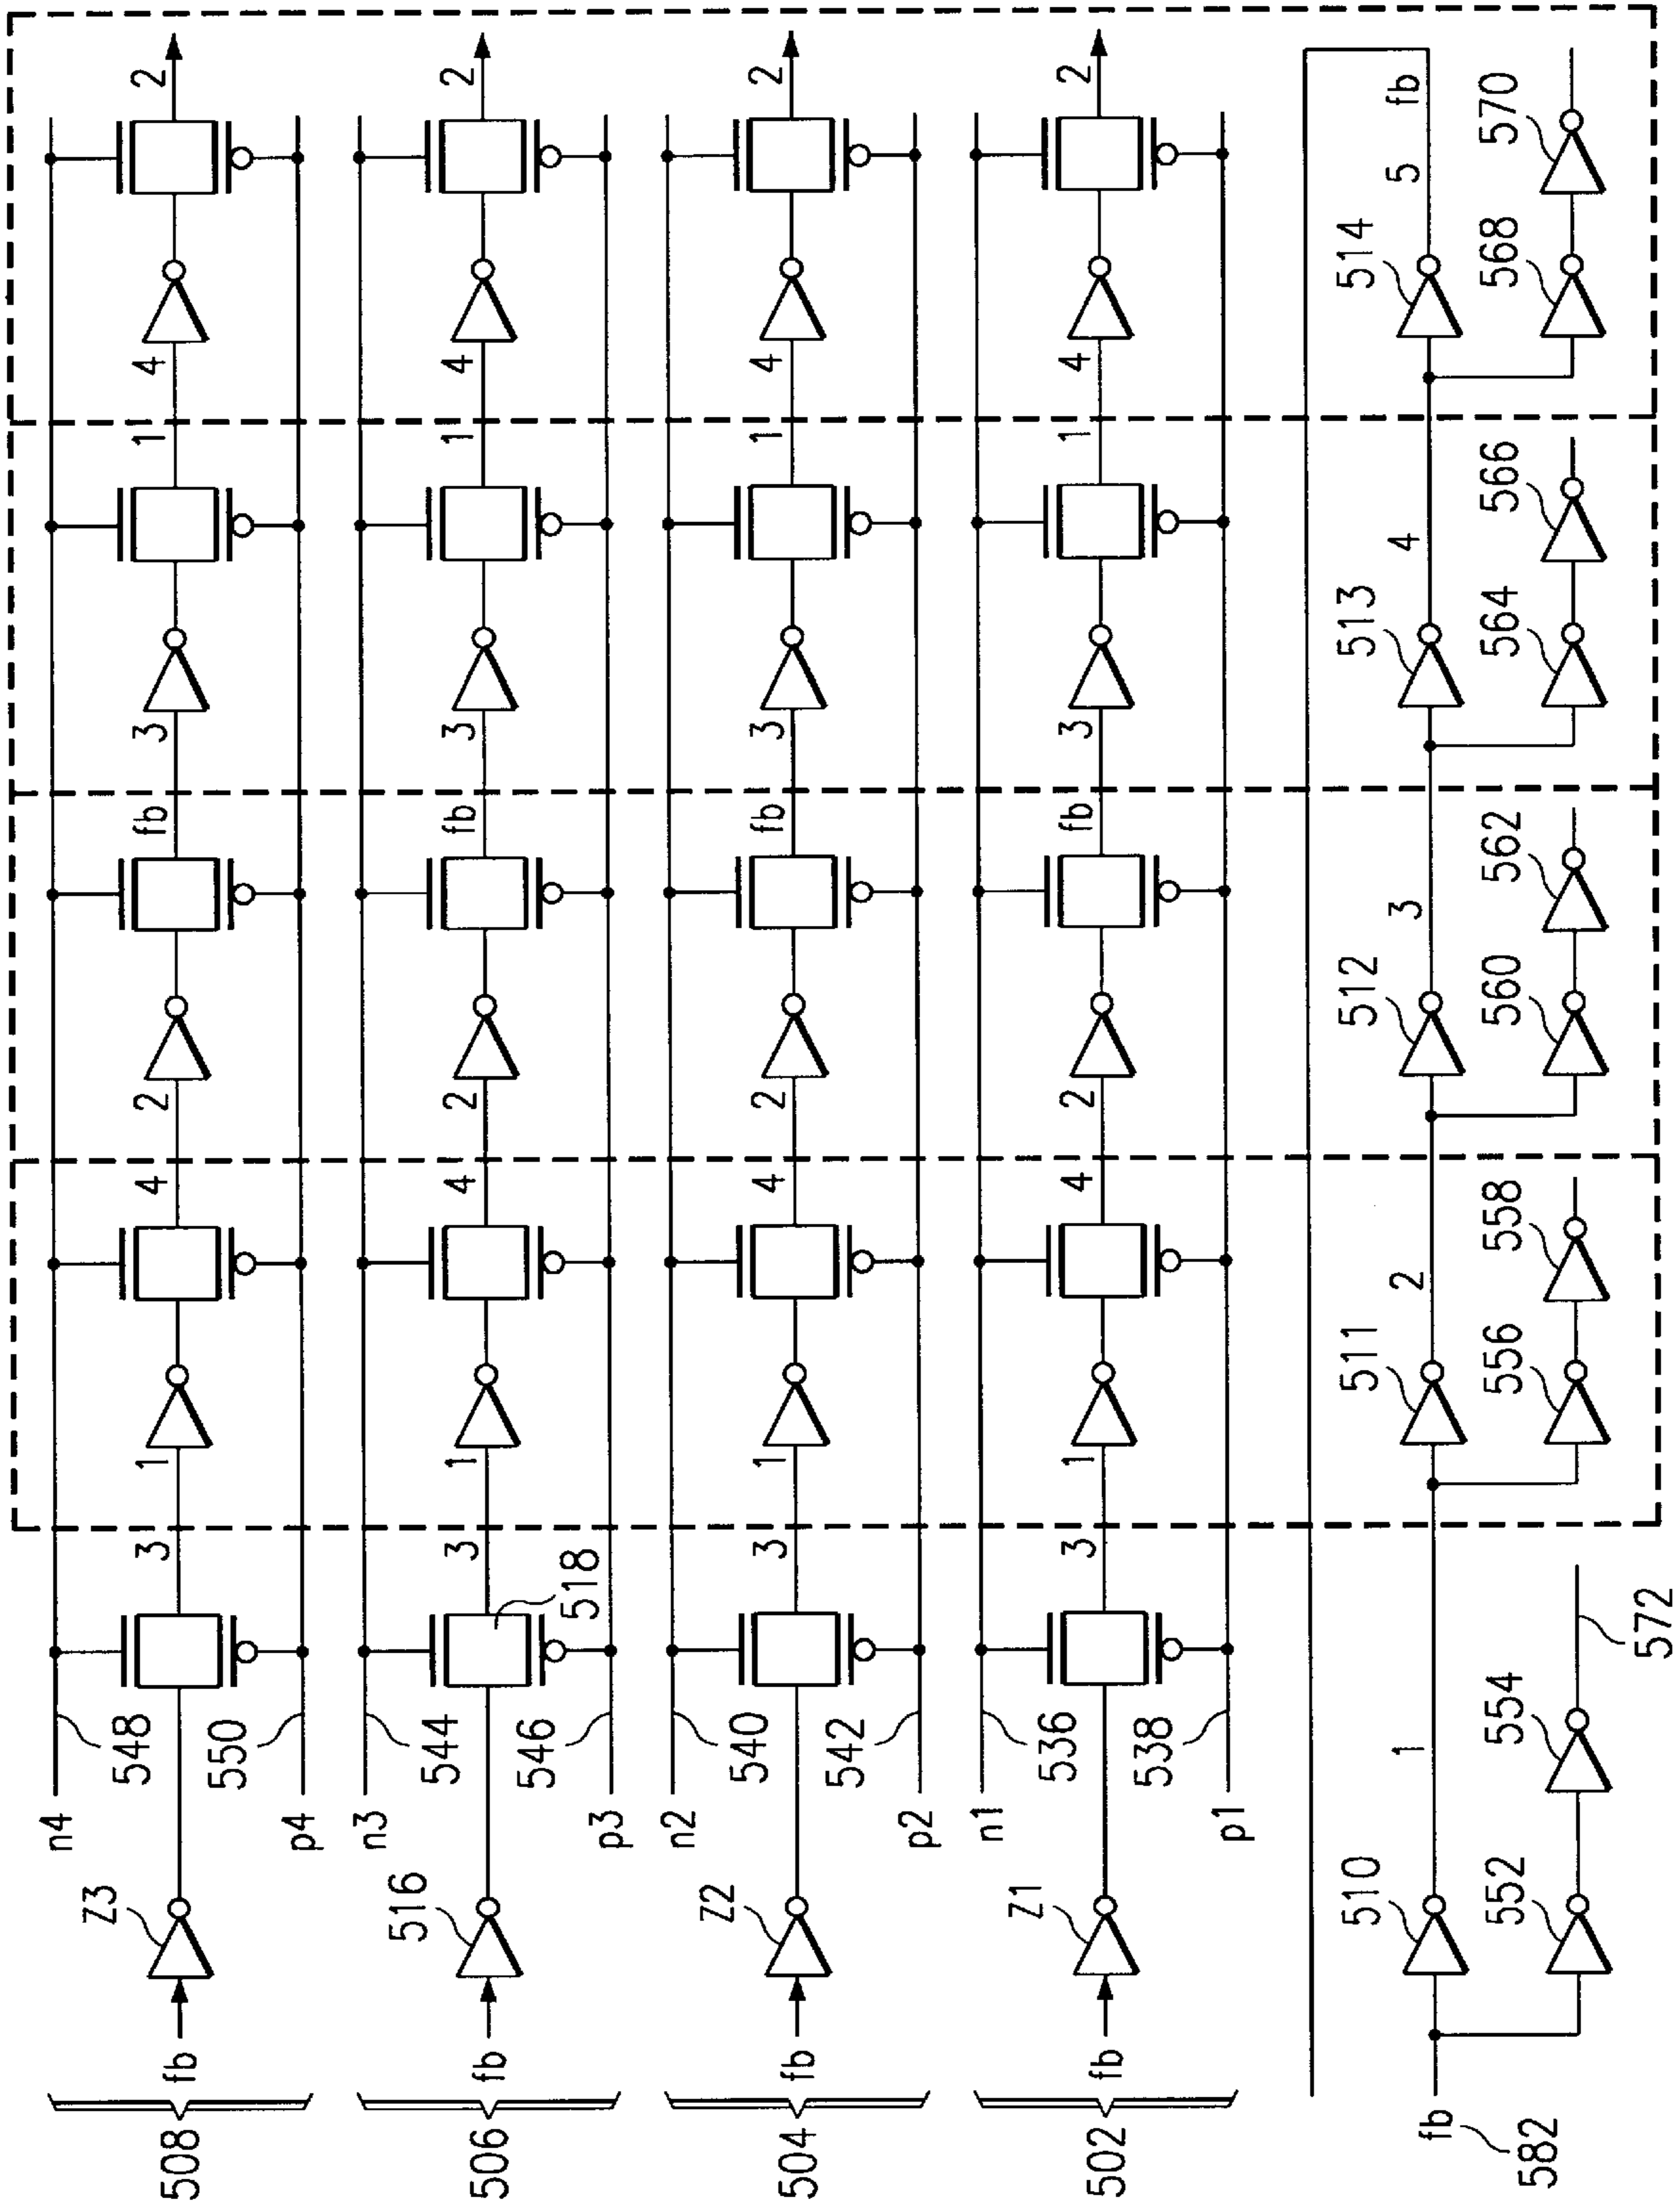 n4
Z3
548
3 1 4 2 fb 3 1 4 2
508 fb
550
p4
n3
516
544
3 1 4 2 fb 3 1 4 2
506 fb
546
518
p3
n2
Z2
540
3 1 4 2 fb 3 1 4 2
504 fb
542
p2
n1
Z1
536
3 1 4 2 fb 3 1 4 2
502 fb
538
p1
510 511 512 513 514
1 2 3 4 5 fb
fb
552 554 556 558 560 562 564 566 568 570
582
572